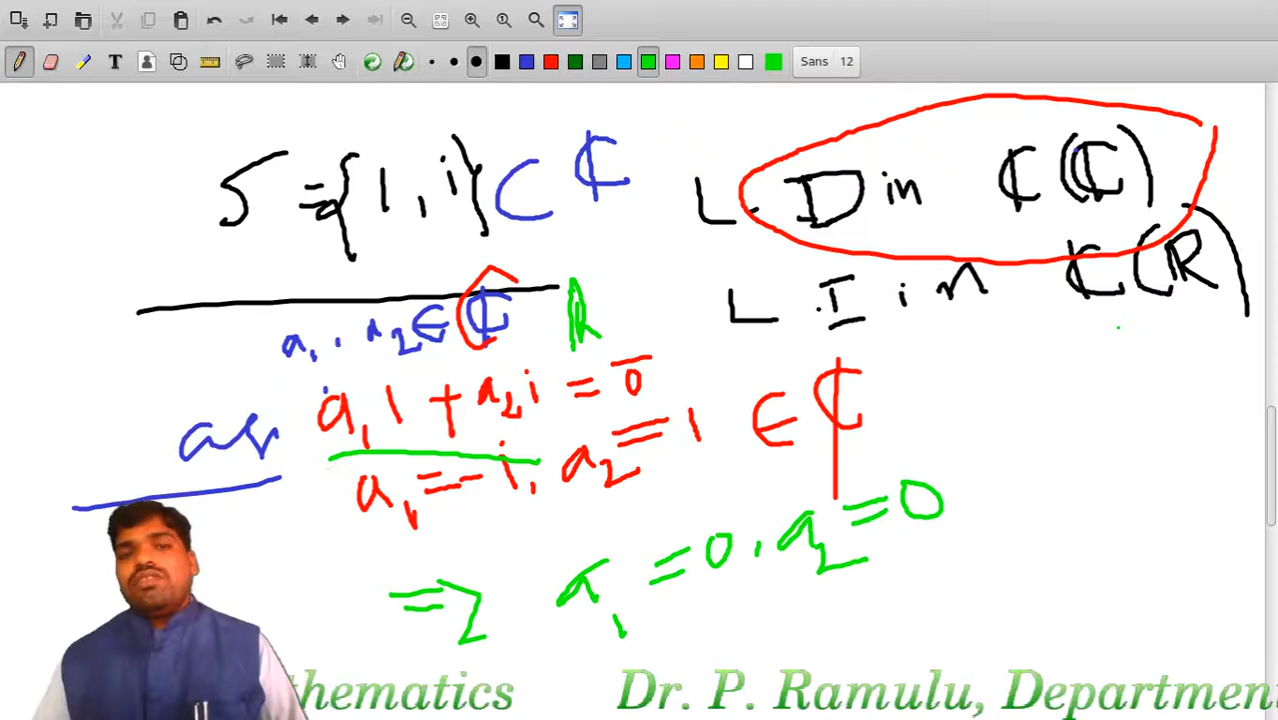 Sans 12
S = {1, i} ⊂ ℂ
L. D in ℂ(ℂ)
L. I in ℂ(ℝ)
a₁, a₂ ∈ ℂ ℝ
a₁1 + a₂i = 0̅
a₁ = -i, a₂ = 1 ∈ ℂ
=> a₁ = 0, a₂ = 0
thematics Dr. P. Ramulu, Department